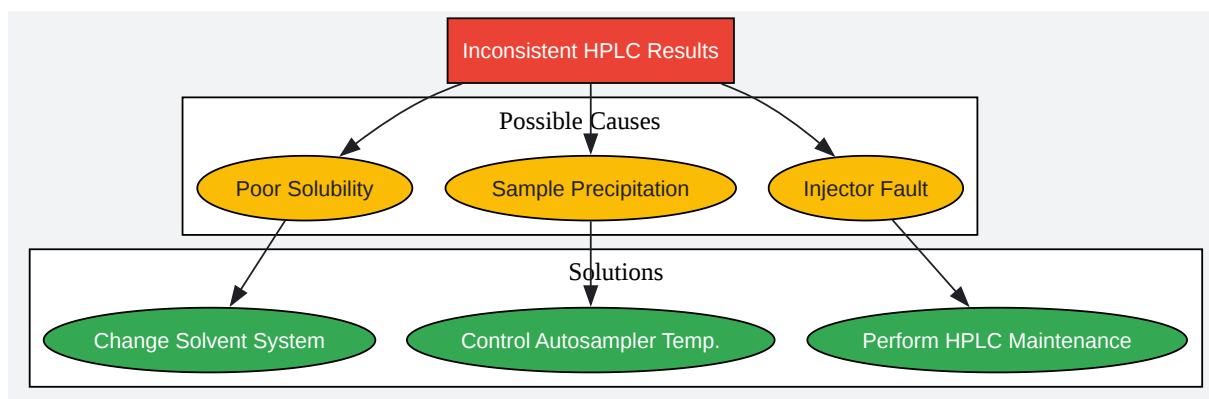 Inconsistent HPLC Results
Possible Causes
Poor Solubility
Sample Precipitation
Injector Fault
Solutions
Change Solvent System
Control Autosampler Temp.
Perform HPLC Maintenance